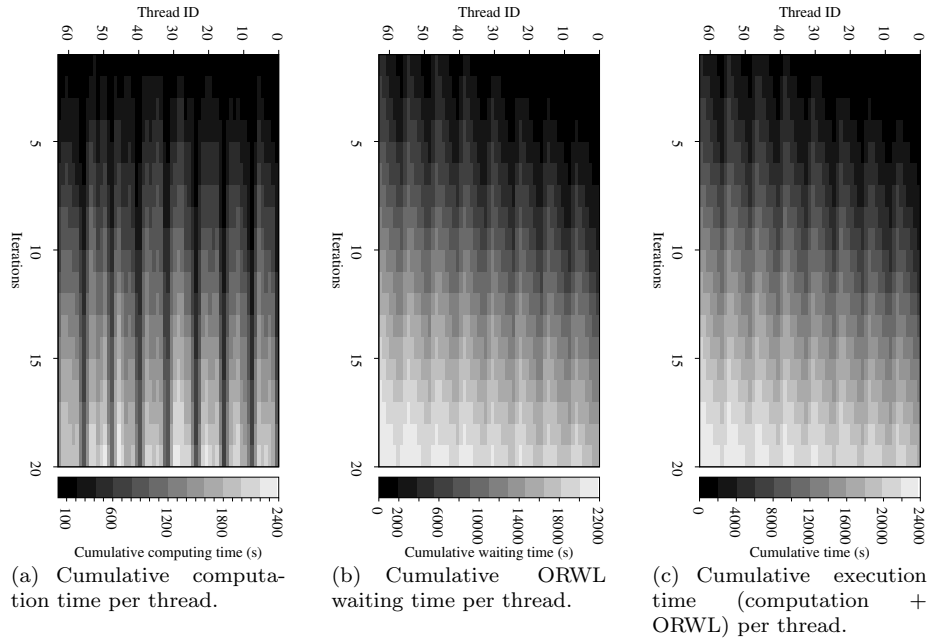 Thread ID
60 50 40 30 20 10 0
5
10
15
20
Iterations
100 600 1200 1800 2400
Cumulative computing time (s)
(a) Cumulative computa-
tion time per thread.
Thread ID
60 50 40 30 20 10 0
5
10
15
20
Iterations
0 2000 6000 10000 14000 18000 22000
Cumulative waiting time (s)
(b) Cumulative ORWL
waiting time per thread.
Thread ID
60 50 40 30 20 10 0
5
10
15
20
Iterations
0 4000 8000 12000 16000 20000 24000
Cumulative time (s)
(c) Cumulative execution
time (computation +
ORWL) per thread.